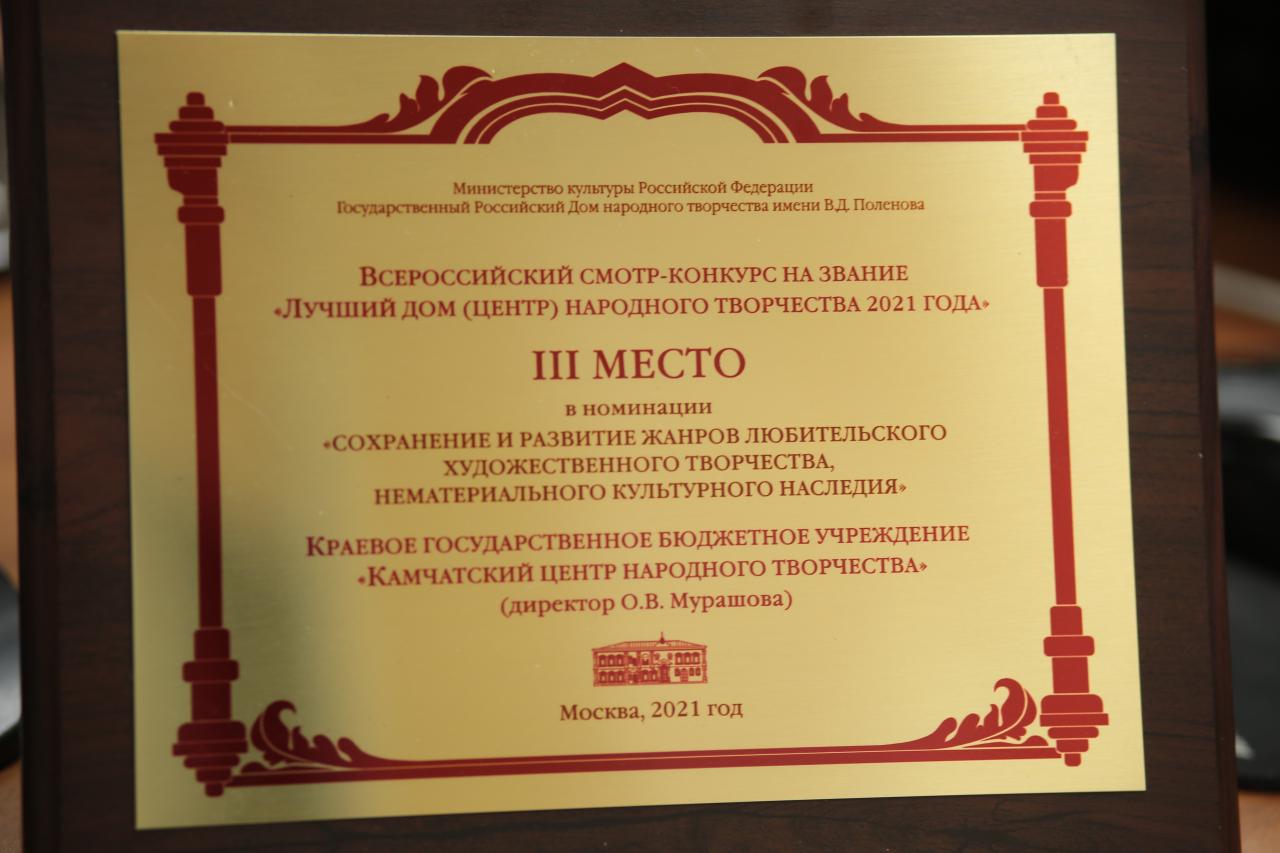 Министерство культуры Российской Федерации
Государственный Российский Дом народного творчества имени В.Д. Поленова
Всероссийский смотр-конкурс на звание
«Лучший дом (центр) народного творчества 2021 года»
III МЕСТО
в номинации
«СОХРАНЕНИЕ И РАЗВИТИЕ ЖАНРОВ ЛЮБИТЕЛЬСКОГО
ХУДОЖЕСТВЕННОГО ТВОРЧЕСТВА,
НЕМАТЕРИАЛЬНОГО КУЛЬТУРНОГО НАСЛЕДИЯ»
Краевое государственное бюджетное учреждение
«Камчатский центр народного творчества»
(директор О.В. Мурашова)
Москва, 2021 год